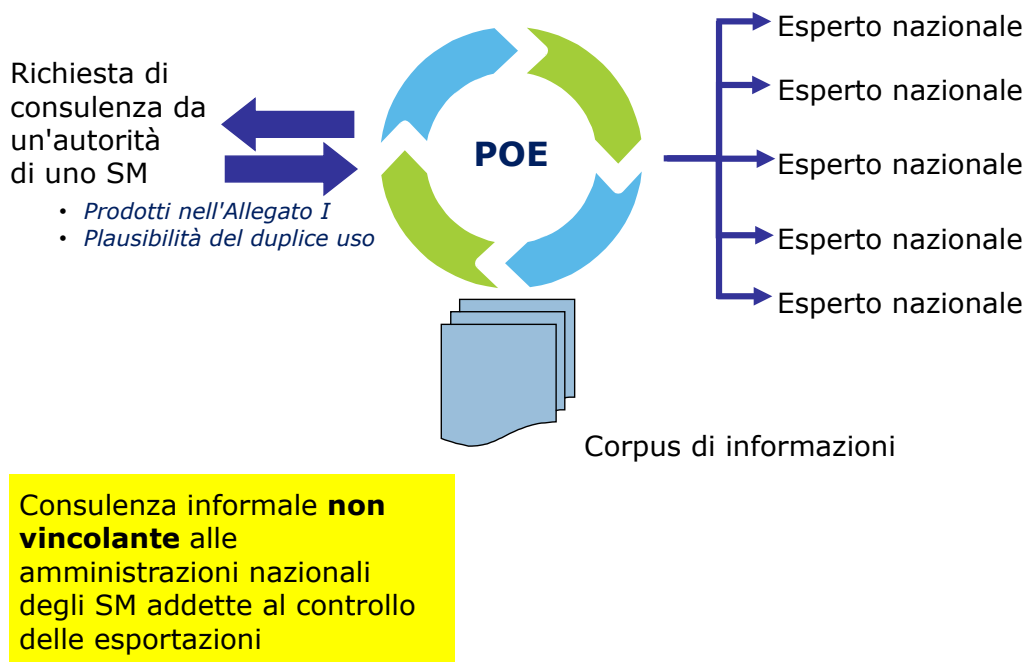 Richiesta di
consulenza da
un'autorità
di uno SM
• Prodotti nell'Allegato I
• Plausibilità del duplice uso
POE
Esperto nazionale
Esperto nazionale
Esperto nazionale
Esperto nazionale
Esperto nazionale
Corpus di informazioni
Consulenza informale non
vincolante alle
amministrazioni nazionali
degli SM addette al controllo
delle esportazioni